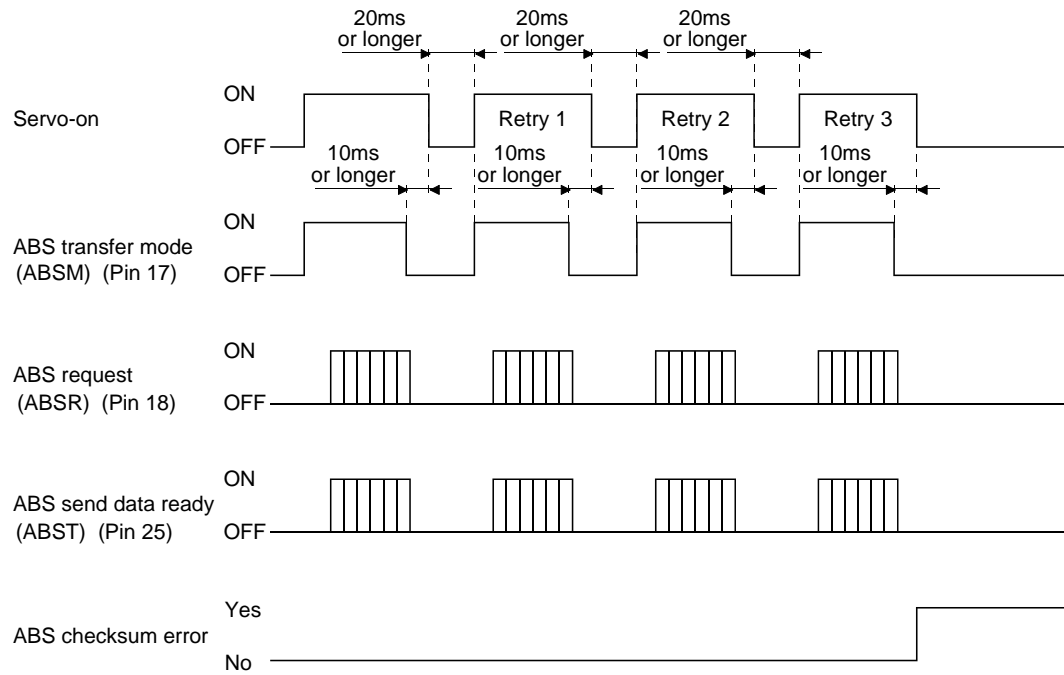 20ms
or longer
20ms
or longer
20ms
or longer
Servo-on
ON
OFF
Retry 1
Retry 2
Retry 3
10ms
or longer
10ms
or longer
10ms
or longer
10ms
or longer
ABS transfer mode
(ABSM) (Pin 17)
ON
OFF
ABS request
(ABSR) (Pin 18)
ON
OFF
ABS send data ready
(ABST) (Pin 25)
ON
OFF
ABS checksum error
Yes
No